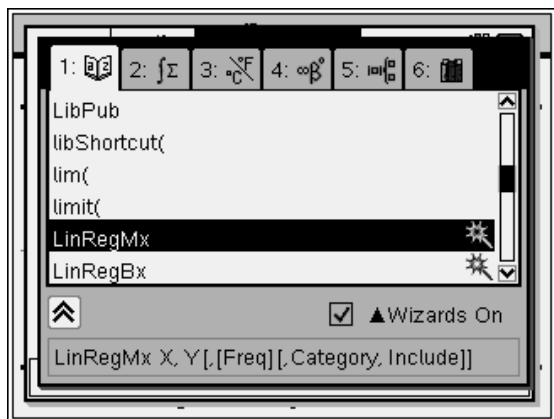 1: 2: ∫Σ 3: °C°F 4: ∞β° 5: 6:
LibPub
libShortcut(
lim(
limit(
LinRegMx
LinRegBx
▲Wizards On
LinRegMx X, Y[,[Freq][,Category, Include]]